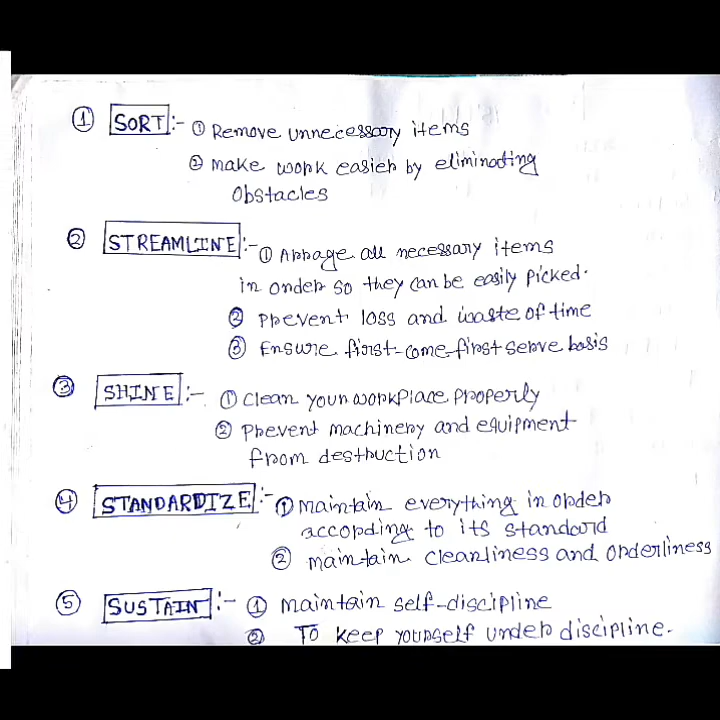 ① SORT :- ① Remove unnecessary items
② Make work easier by eliminating
obstacles
② STREAMLINE :- ① Arrage all necessary items
in order so they can be easily picked.
② Prevent loss and waste of time
③ Ensure first-come-first serve basis
③ SHINE :- ① Clean your workplace properly
② Prevent machinery and equipment
from destruction
④ STANDARDIZE :- ① Maintain everything in order
according to its standard
② maintain cleanliness and orderliness
⑤ SUSTAIN :- ① Maintain self-discipline
② To keep yourself under discipline.